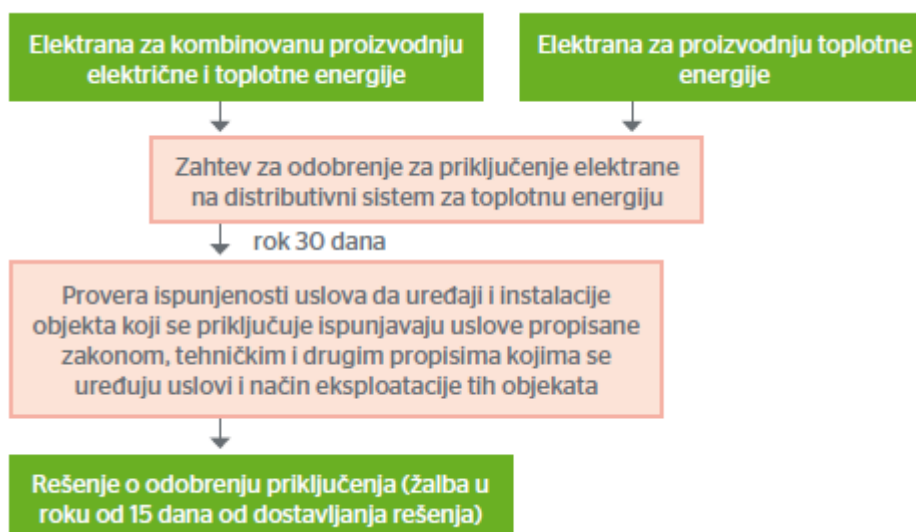 Elektrana za kombinovanu proizvodnju
električne i toplotne energije
Elektrana za proizvodnju toplotne
energije
Zahtev za odobrenje za priključenje elektrane
na distributivni sistem za toplotnu energiju
rok 30 dana
Provera ispunjenosti uslova da uređaji i instalacije
objekta koji se priključuje ispunjavaju uslove propisane
zakonom, tehničkim i drugim propisima kojima se
uređuju uslovi i način eksploatacije tih objekata
Rešenje o odobrenju priključenja (žalba u
roku od 15 dana od dostavljanja rešenja)